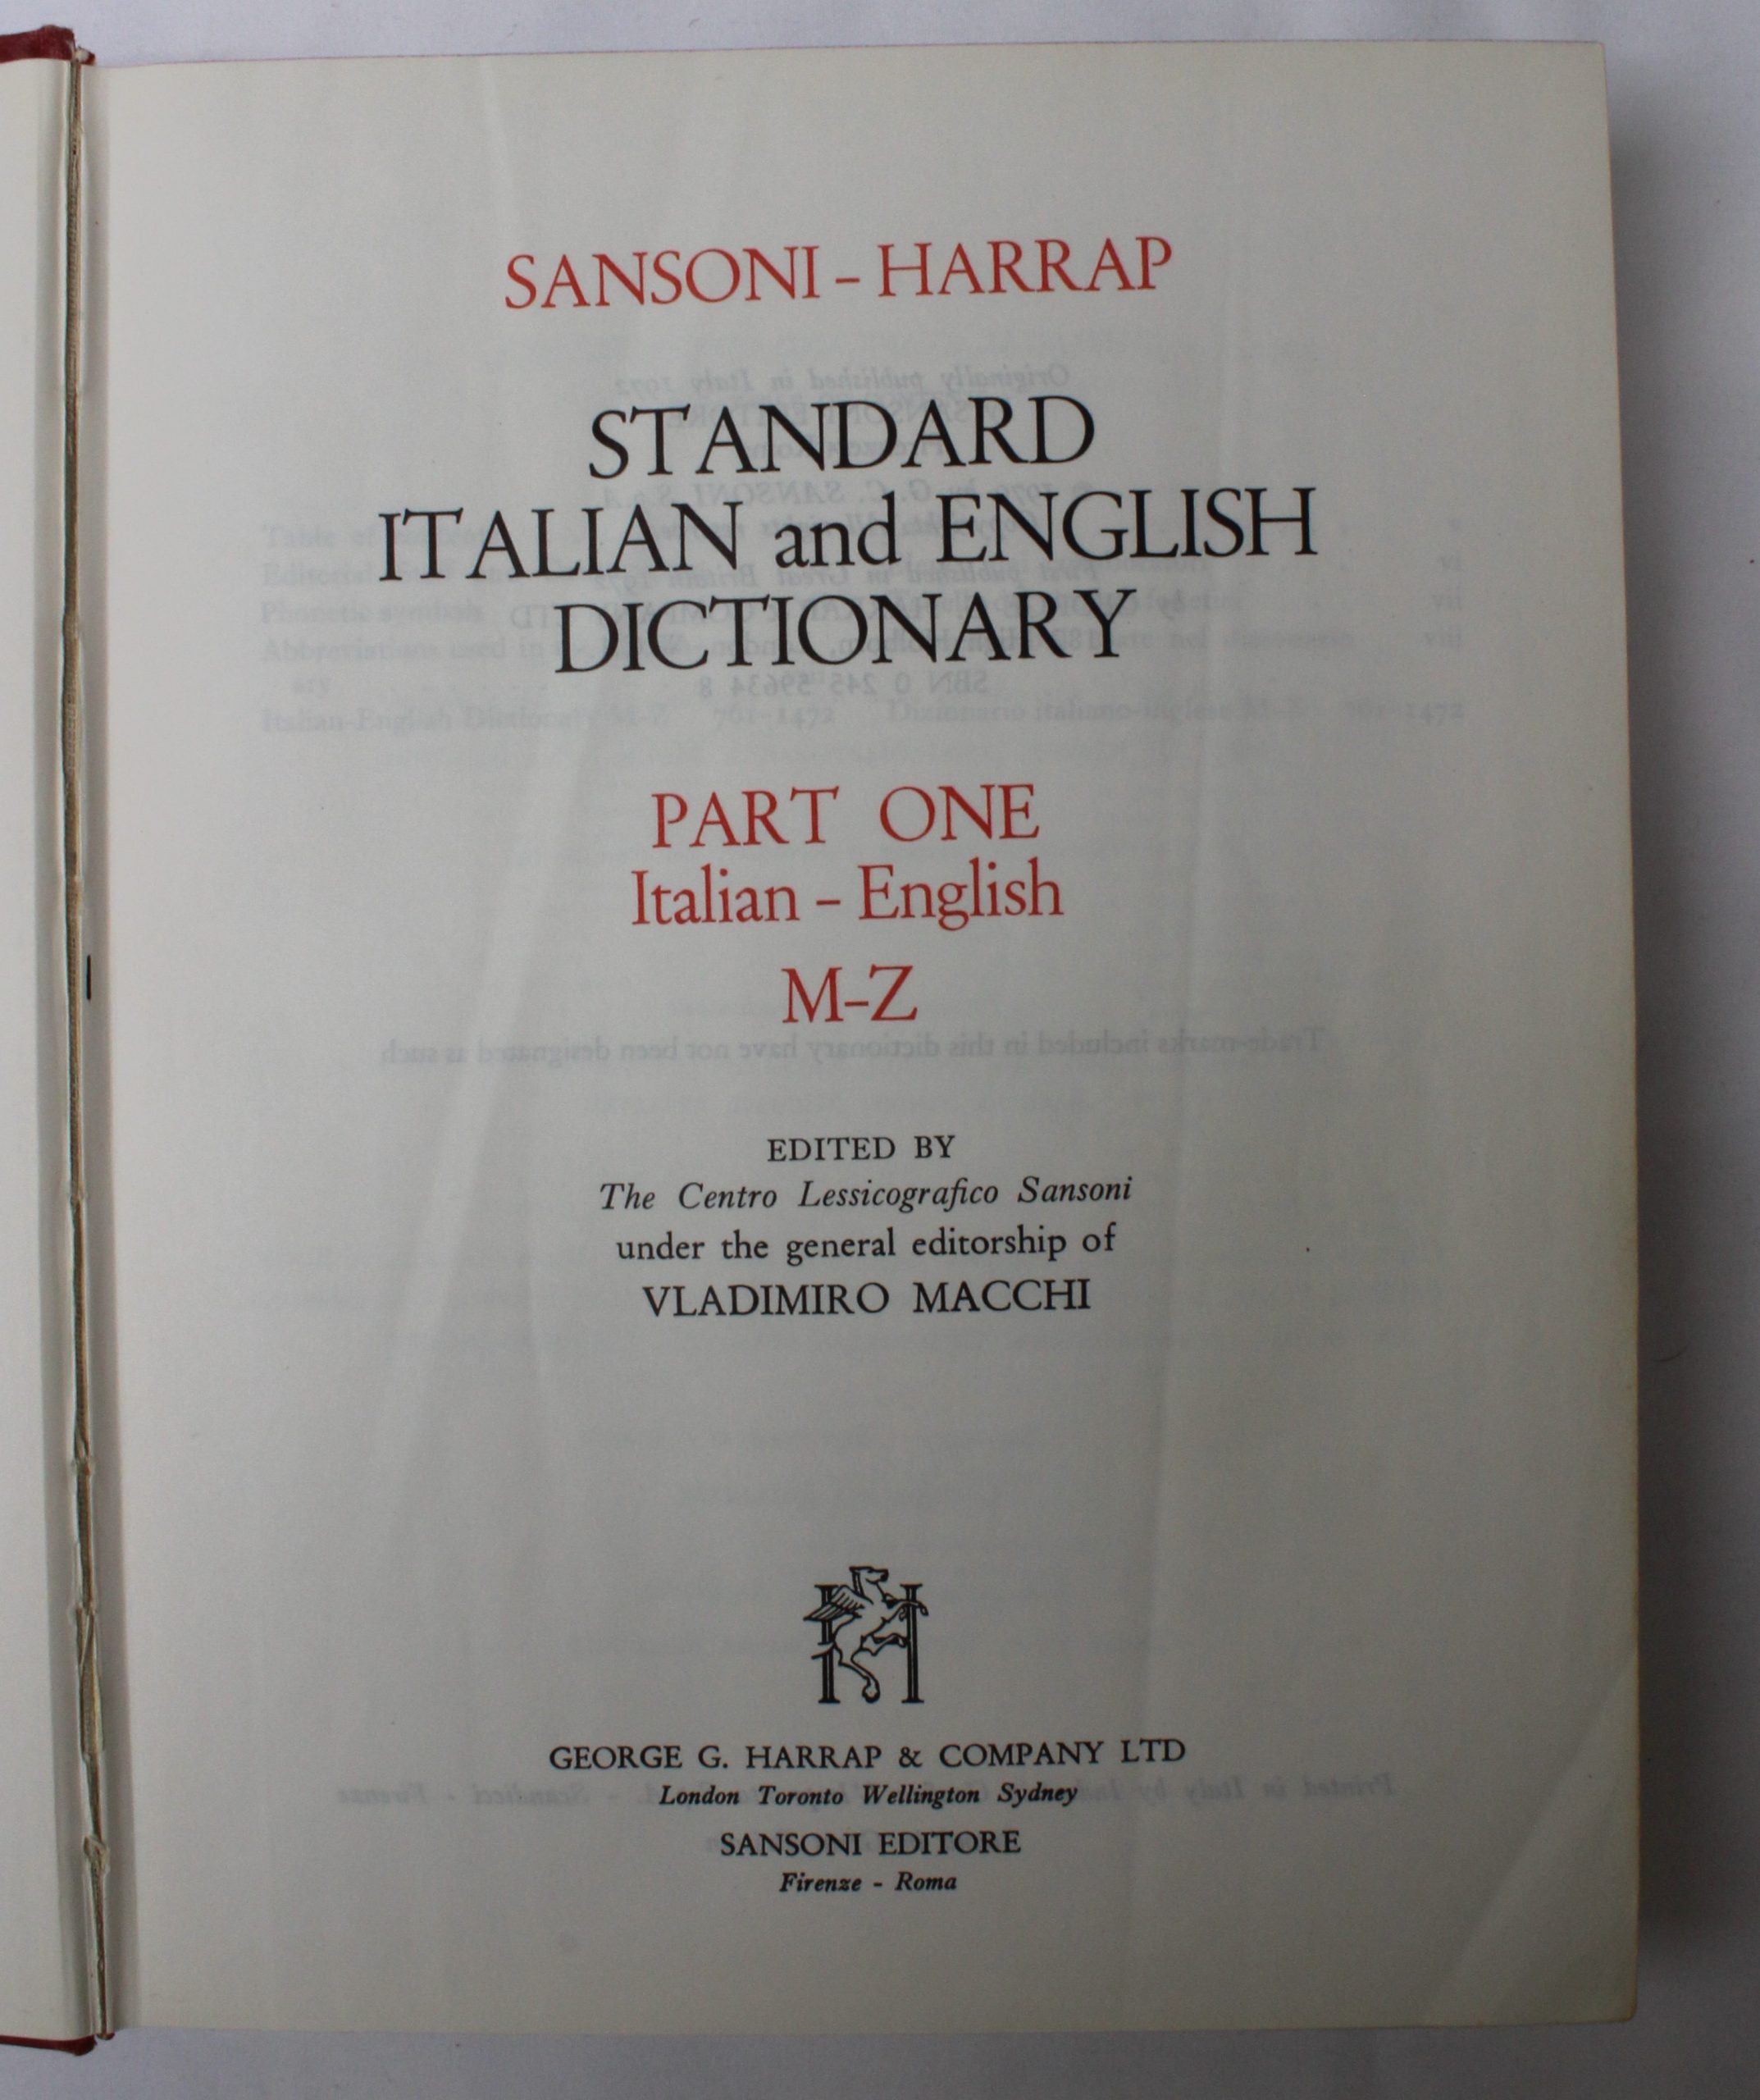 SANSONI - HARRAP
STANDARD
ITALIAN and ENGLISH
DICTIONARY
PART ONE
Italian - English
M-Z
EDITED BY
The Centro Lessicografico Sansoni
under the general editorship of
VLADIMIRO MACCHI
GEORGE G. HARRAP & COMPANY LTD
London Toronto Wellington Sydney
SANSONI EDITORE
Firenze - Roma